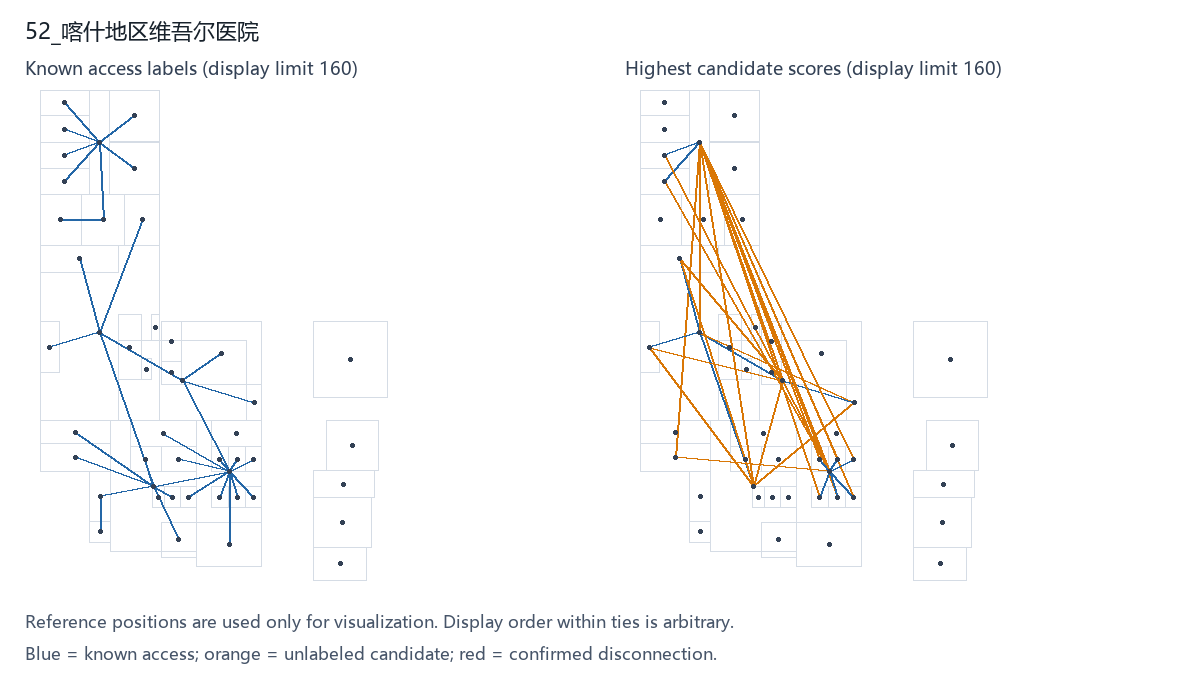 52_喀什地区维吾尔医院
Known access labels (display limit 160)
Highest candidate scores (display limit 160)
Reference positions are used only for visualization. Display order within ties is arbitrary.
Blue = known access; orange = unlabeled candidate; red = confirmed disconnection.